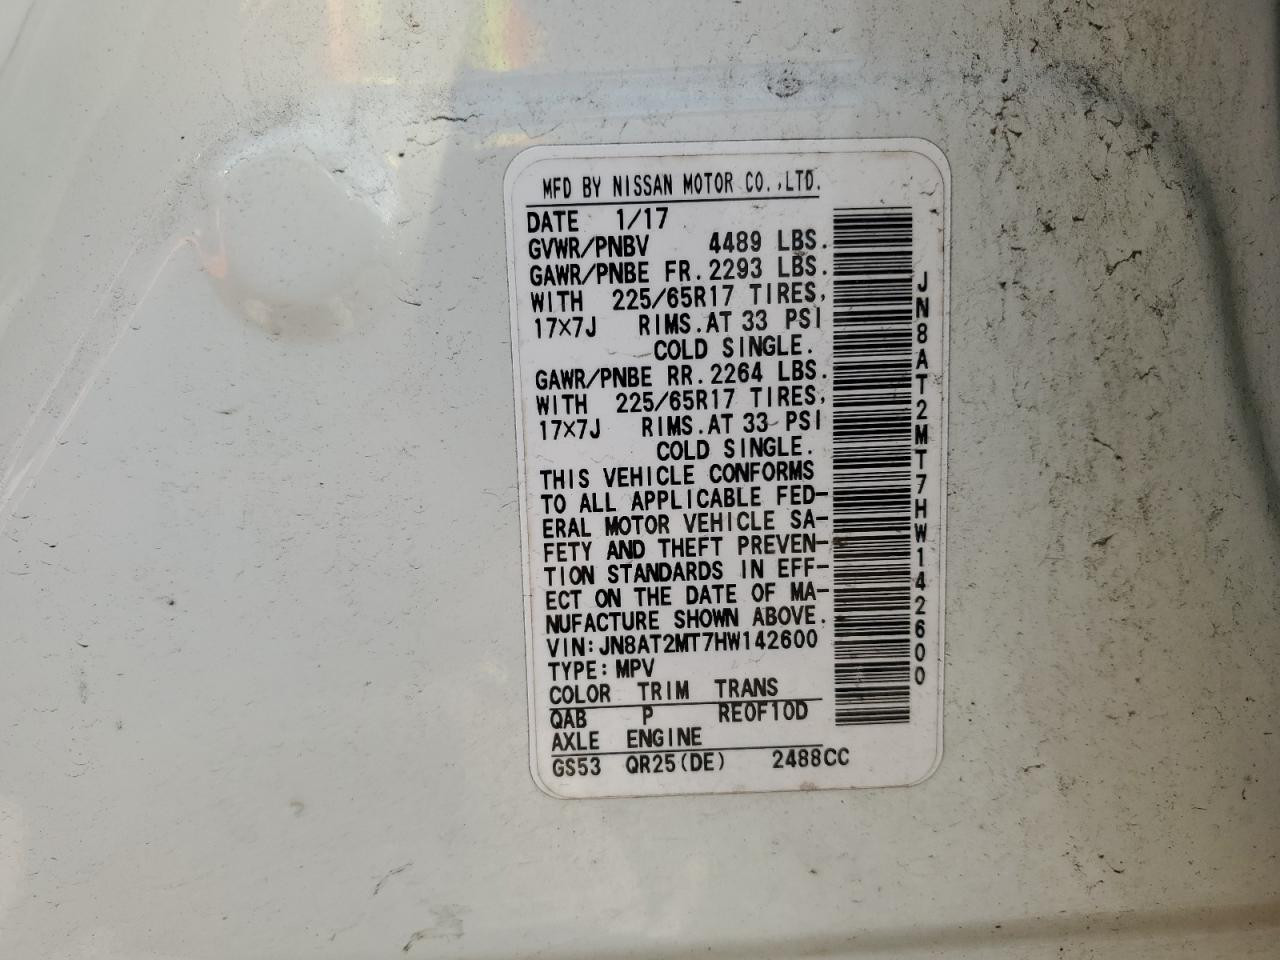 MFD BY NISSAN MOTOR CO.,LTD.
DATE 1/17
GVWR/PNBV 4489 LBS.
GAWR/PNBE FR.2293 LBS.
WITH 225/65R17 TIRES,
17×7J RIMS.AT 33 PSI
COLD SINGLE.
GAWR/PNBE RR.2264 LBS.
WITH 225/65R17 TIRES,
17×7J RIMS.AT 33 PSI
COLD SINGLE.
THIS VEHICLE CONFORMS
TO ALL APPLICABLE FED-
ERAL MOTOR VEHICLE SA-
FETY AND THEFT PREVEN-
TION STANDARDS IN EFF-
ECT ON THE DATE OF MA-
NUFACTURE SHOWN ABOVE.
VIN:JN8AT2MT7HW142600
TYPE:MPV
COLOR TRIM TRANS
QAB P RE0F10D
AXLE ENGINE
GS53 QR25(DE) 2488CC
JN8AT2MT7HW142600